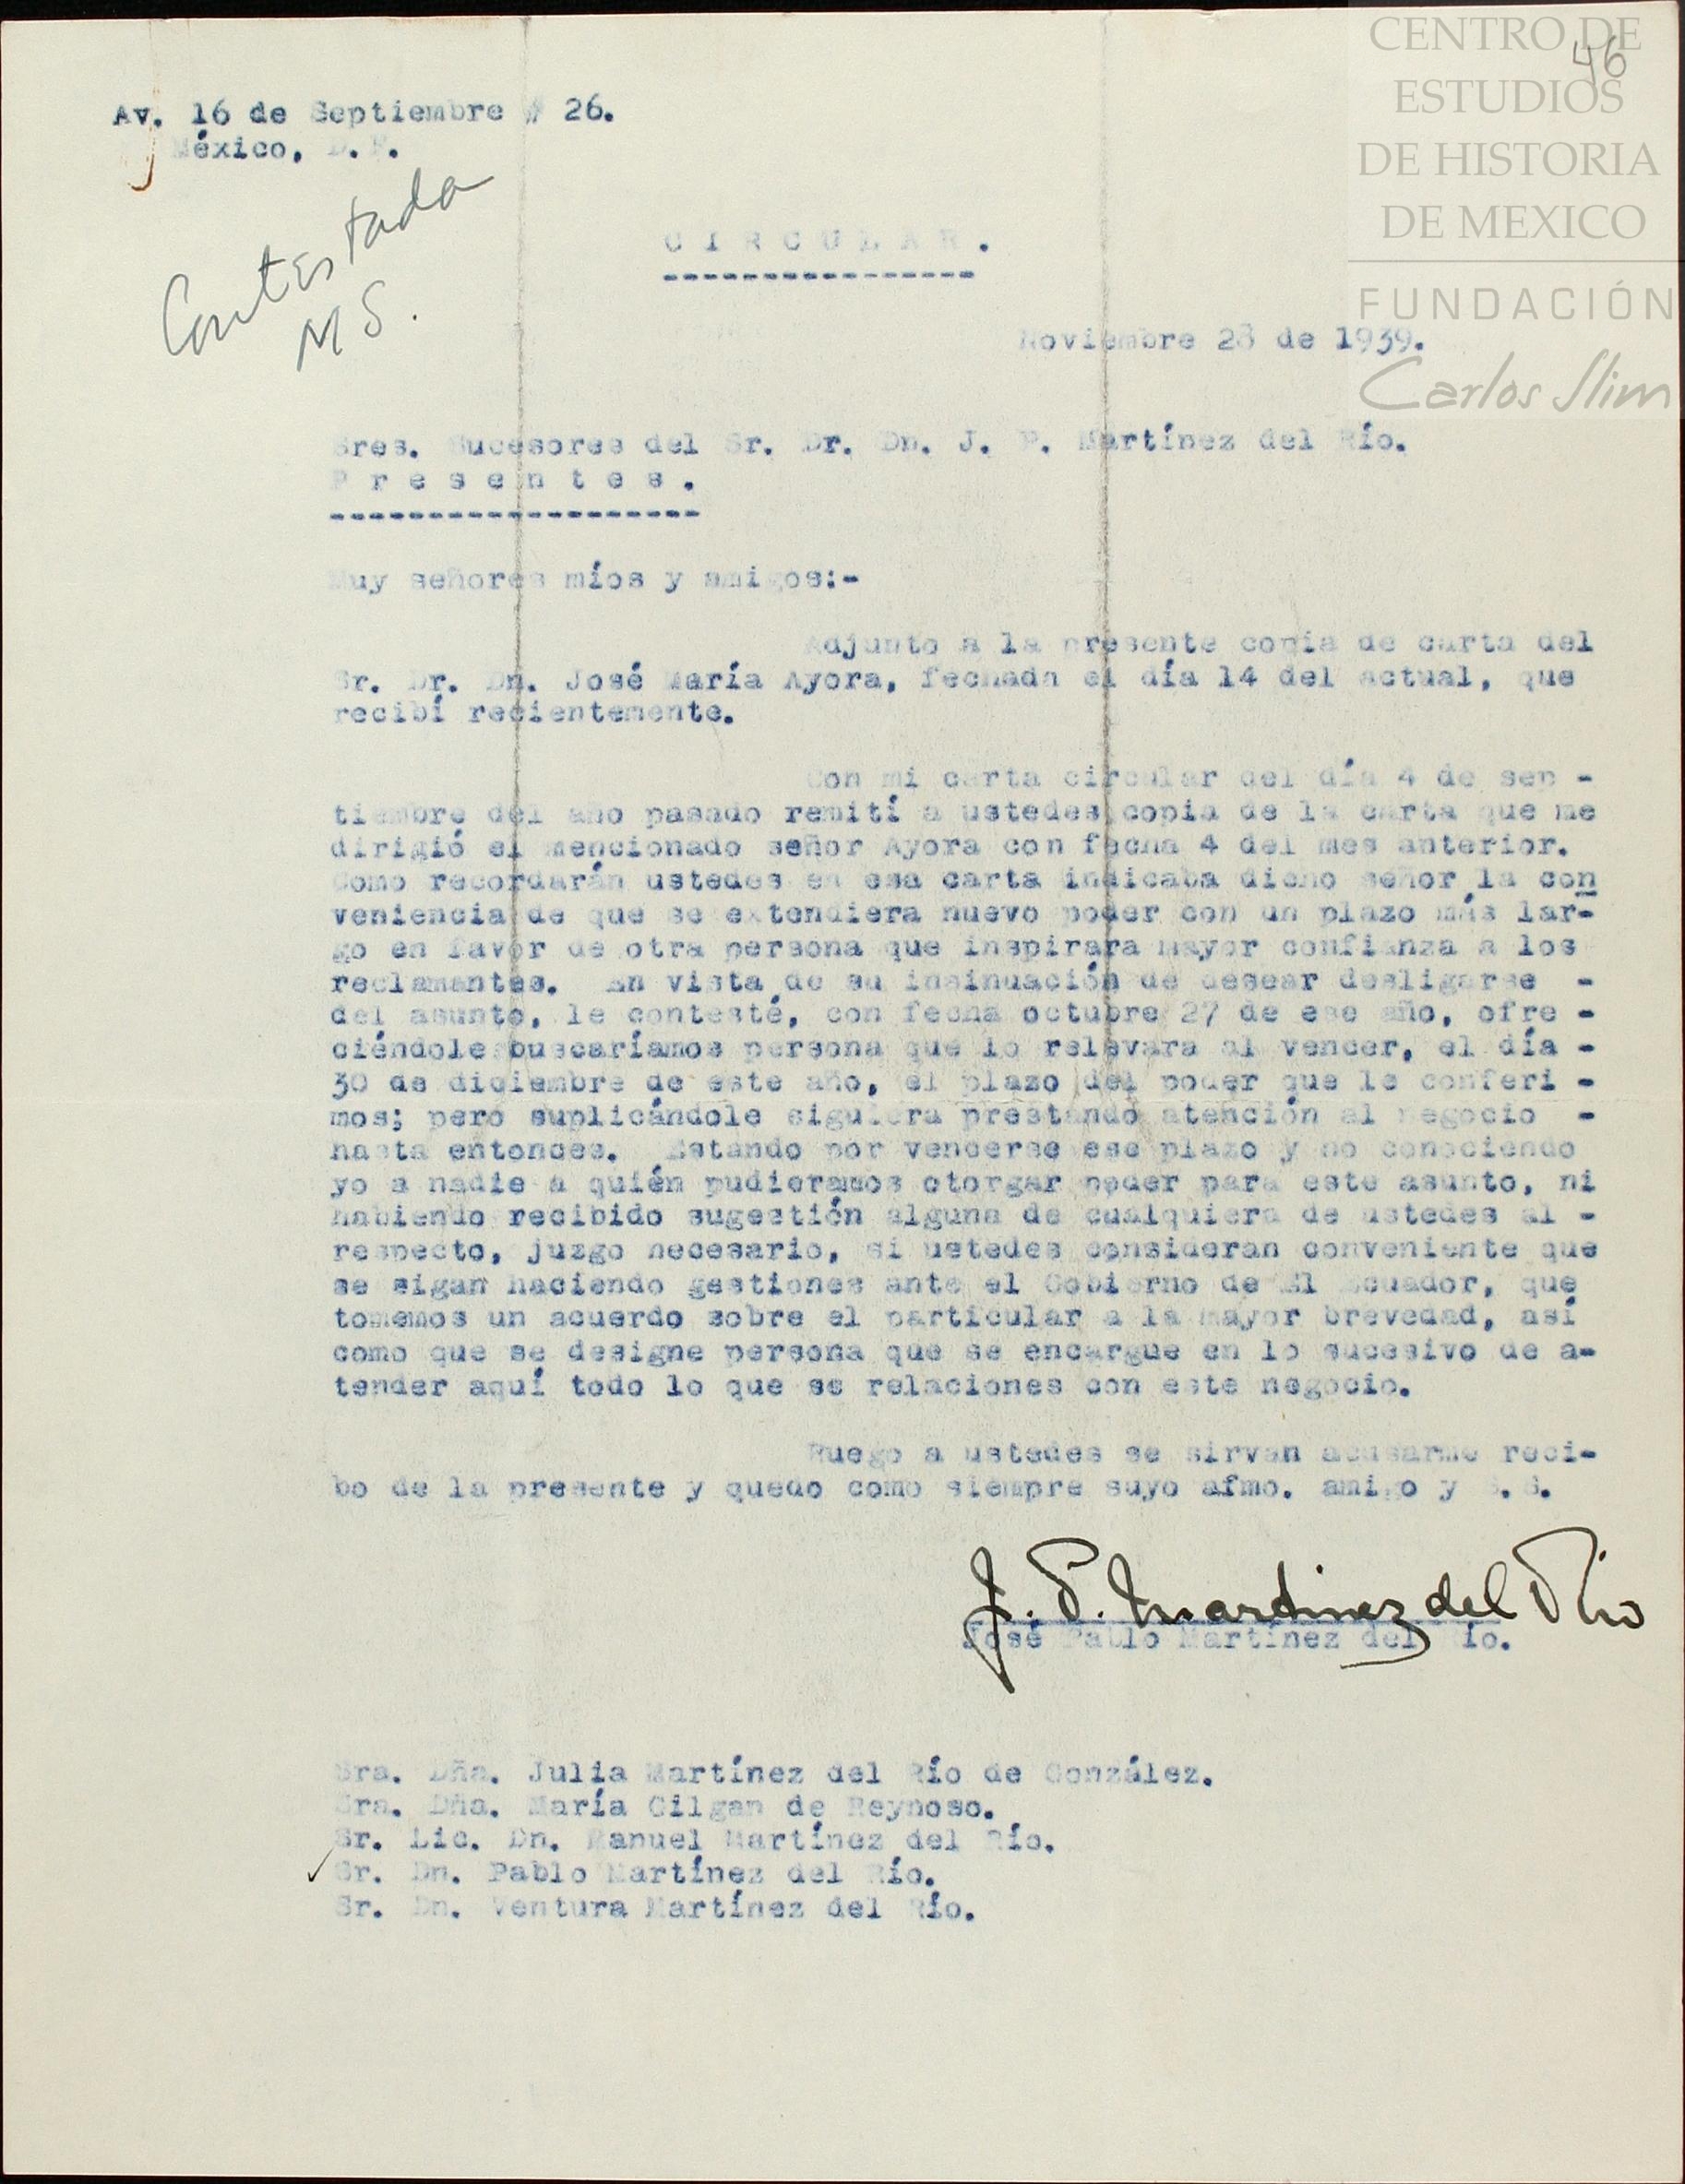 CENTRO DE
ESTUDIOS
DE HISTORIA
DE MEXICO
FUNDACIÓN
Carlos Slim
46
Av. 16 de Septiembre # 26.
México, D. F.
Contestada
M S.
C I R C U L A R .
Noviembre 28 de 1939.
Sres. Sucesores del Sr. Dr. Dn. J. P. Martínez del Río.
P r e s e n t e s .
Muy señores míos y amigos:-
Adjunto a la presente copia de carta del
Sr. Dr. Dn. José María Ayora, fechada el día 14 del actual, que
recibí recientemente.
Con mi carta circular del día 4 de sep -
tiembre del año pasado remití a ustedes copia de la carta que me
dirigió el mencionado señor Ayora con fecha 4 del mes anterior.
Como recordarán ustedes en esa carta indicaba dicho señor la con
veniencia de que se extendiera nuevo poder con un plazo más lar-
go en favor de otra persona que inspirara mayor confianza a los
reclamantes. En vista de su insinuación de desear desligarse -
del asunto, le contesté, con fecha octubre 27 de ese año, ofre -
ciéndole buscaríamos persona que lo relevara al vencer, el día -
30 de diciembre de este año, el plazo del poder que le conferi -
mos; pero suplicándole siguiera prestando atención al negocio -
hasta entonces. Estando por vencerse ese plazo y no conociendo
yo a nadie a quién pudieramos otorgar poder para este asunto, ni
habiendo recibido sugestión alguna de cualquiera de ustedes al -
respecto, juzgo necesario, si ustedes consideran conveniente que
se sigan haciendo gestiones ante el Gobierno de El Ecuador, que
tomemos un acuerdo sobre el particular a la mayor brevedad, así
como que se designe persona que se encargue en lo sucesivo de a-
tender aquí todo lo que se relaciones con este negocio.
Ruego a ustedes se sirvan acusarme reci-
bo de la presente y quedo como siempre suyo afmo. amigo y S. S.
J. P. Martinez del Rio
José Pablo Martínez del Río.
Sra. Dña. Julia Martínez del Río de González.
Sra. Dña. María Gilgan de Reynoso.
Sr. Lic. Dn. Manuel Martínez del Río.
Sr. Dn. Pablo Martínez del Río.
Sr. Dn. Ventura Martínez del Río.